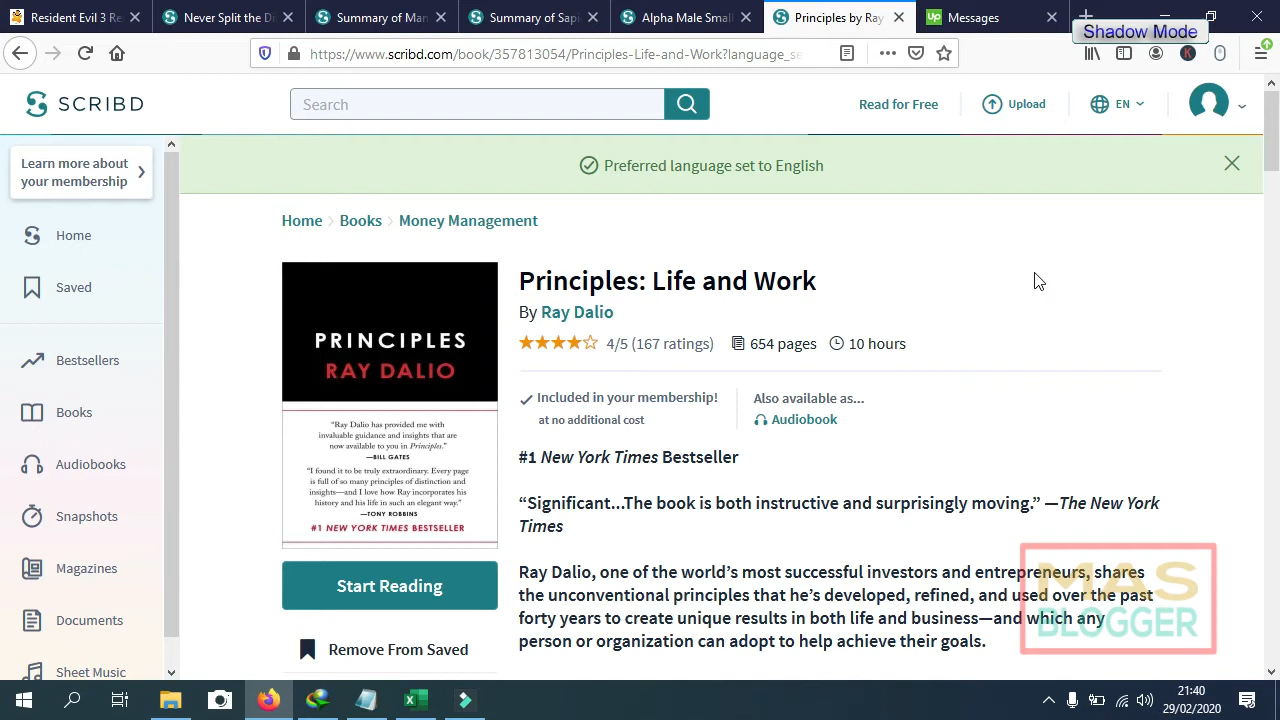 Resident Evil 3 Re
Never Split the Di
Summary of Man
Summary of Sapi
Alpha Male Small
Principles by Ray
Up
Messages
Shadow Mode
https://www.scribd.com/book/357813054/Principles-Life-and-Work?language_se
SCRIBD
Search
Read for Free
Upload
EN
Learn more about
your membership
Preferred language set to English
Home
Saved
Bestsellers
Books
Audiobooks
Snapshots
Magazines
Documents
Sheet Music
Home > Books > Money Management
PRINCIPLES
RAY DALIO
“Ray Dalio has provided me with
invaluable guidance and insights that are
now available to you in Principles.”
—BILL GATES
“I found it to be truly extraordinary. Every page
is full of so many principles of distinction and
insights—and I love how Ray incorporates his
history and his life in such an elegant way.”
—TONY ROBBINS
#1 NEW YORK TIMES BESTSELLER
Start Reading
Remove From Saved
Principles: Life and Work
By Ray Dalio
4/5 (167 ratings) 654 pages 10 hours
Included in your membership!
at no additional cost
Also available as...
Audiobook
#1 New York Times Bestseller
“Significant...The book is both instructive and surprisingly moving.” —The New York
Times
Ray Dalio, one of the world’s most successful investors and entrepreneurs, shares
the unconventional principles that he’s developed, refined, and used over the past
forty years to create unique results in both life and business—and which any
person or organization can adopt to help achieve their goals.
MAS
BLOGGER
K
21:40
29/02/2020